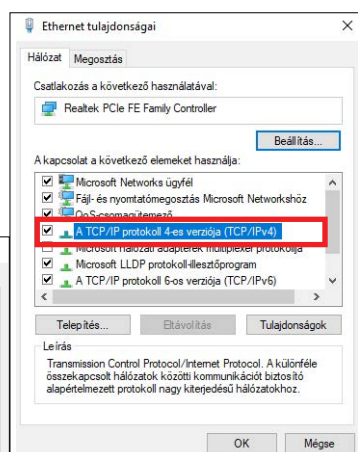 Ethernet tulajdonságai
Hálózat Megosztás
Csatlakozás a következő használatával:
Realtek PCIe FE Family Controller
Beállítás...
A kapcsolat a következő elemeket használja:
Microsoft Networks ügyfél
Fájl- és nyomtatómegosztás Microsoft Networkshöz
QoS-csomagütemező
A TCP/IP protokoll 4-es verziója (TCP/IPv4)
Microsoft hálózati adapterek multiplexer protokollja
Microsoft LLDP protokoll-illesztőprogram
A TCP/IP protokoll 6-os verziója (TCP/IPv6)
Telepítés... Eltávolítás Tulajdonságok
Leírás
Transmission Control Protocol/Internet Protocol. A különféle
összekapcsolt hálózatok közötti kommunikációt biztosító
alapértelmezett protokoll nagy kiterjedésű hálózatokhoz.
OK Mégse